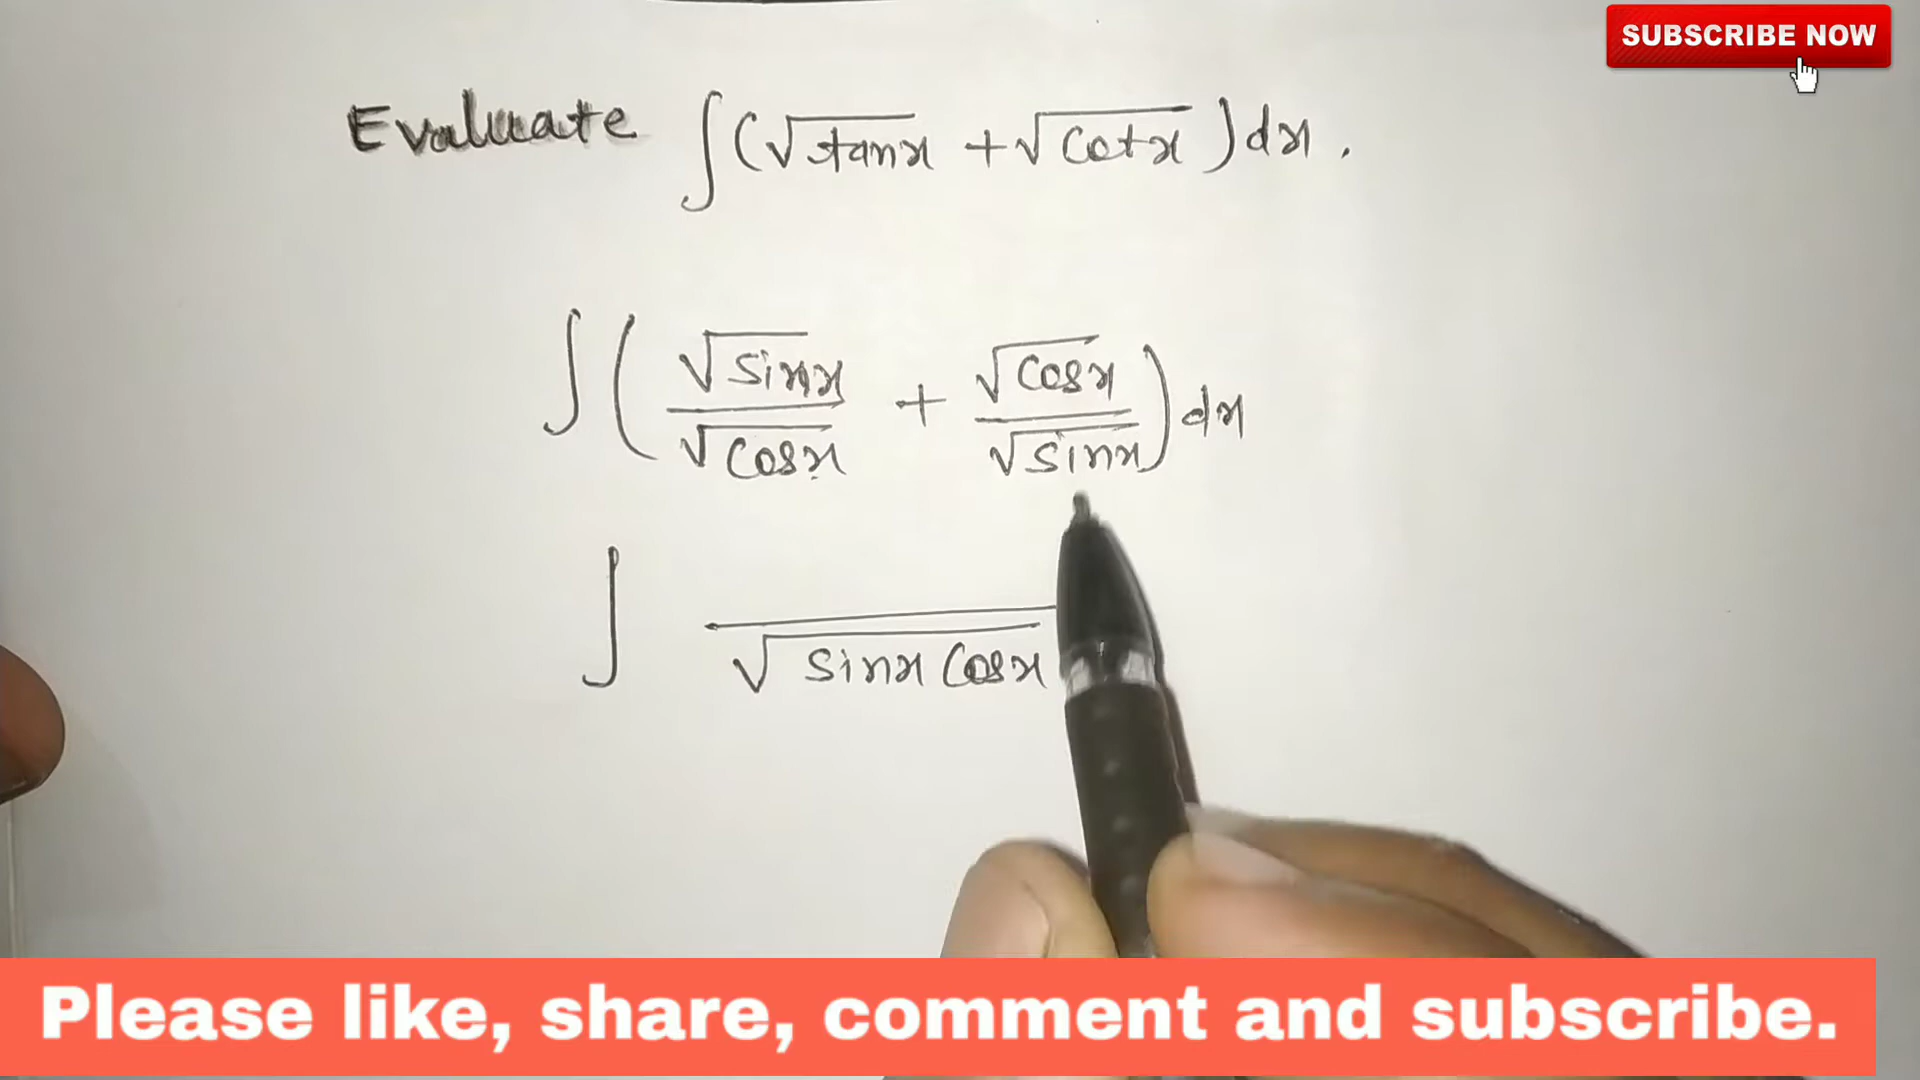 SUBSCRIBE NOW
Evaluate ∫(√tanx + √cotx)dx.
∫(√sinx/√cosx + √cosx/√sinx)dx
∫ /√sinx cosx
Please like, share, comment and subscribe.